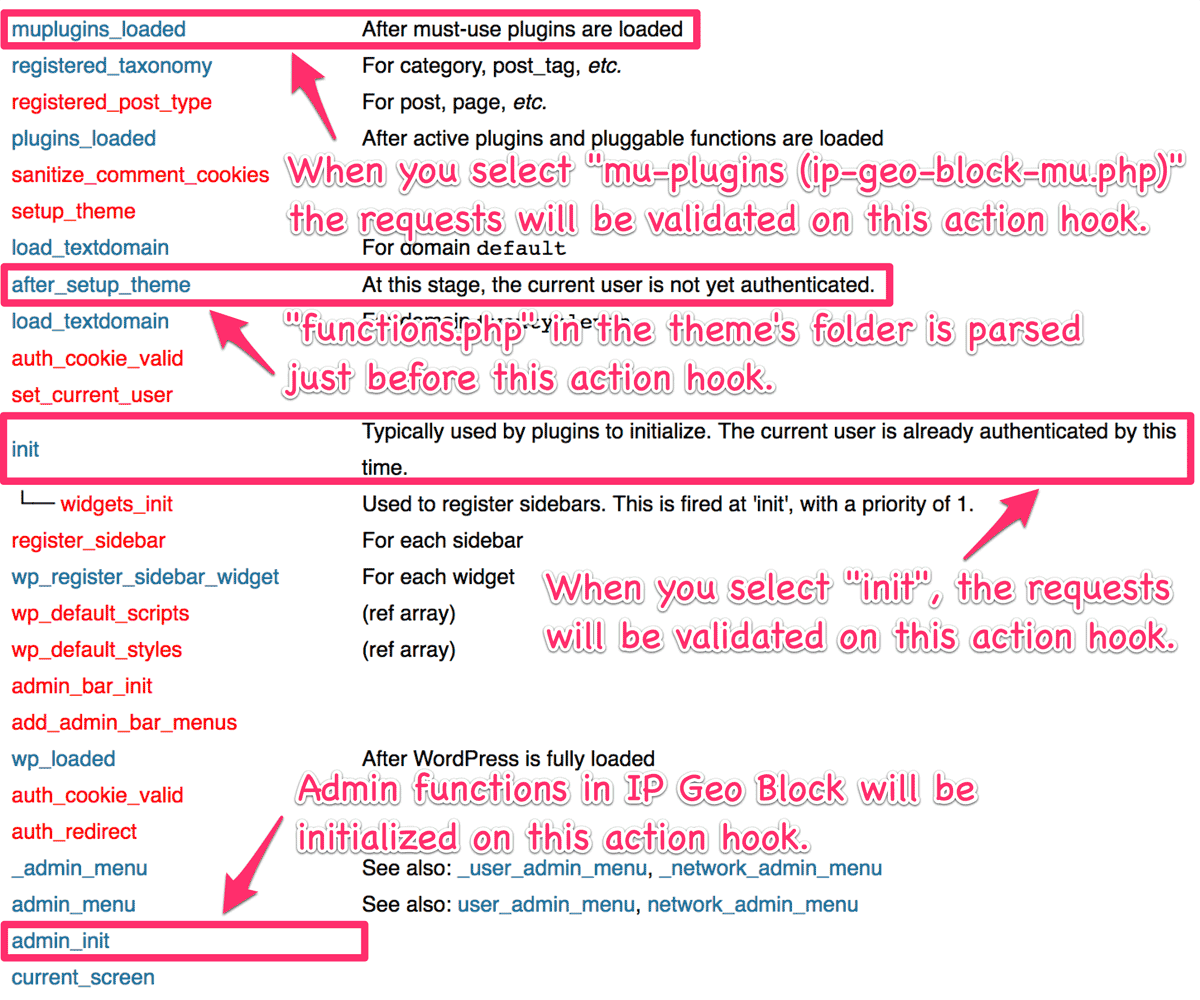 muplugins_loaded After must-use plugins are loaded
registered_taxonomy For category, post_tag, etc.
registered_post_type For post, page, etc.
plugins_loaded After active plugins and pluggable functions are loaded
sanitize_comment_cookies
When you select "mu-plugins (ip-geo-block-mu.php)"
setup_theme
the requests will be validated on this action hook.
load_textdomain For domain default
after_setup_theme At this stage, the current user is not yet authenticated.
load_textdomain For domain
"functions.php" in the theme's folder is parsed
auth_cookie_valid
just before this action hook.
set_current_user
init Typically used by plugins to initialize. The current user is already authenticated by this
time.
widgets_init Used to register sidebars. This is fired at 'init', with a priority of 1.
register_sidebar For each sidebar
wp_register_sidebar_widget For each widget
When you select "init", the requests
wp_default_scripts (ref array)
will be validated on this action hook.
wp_default_styles (ref array)
admin_bar_init
add_admin_bar_menus
wp_loaded After WordPress is fully loaded
Admin functions in IP Geo Block will be
auth_cookie_valid
initialized on this action hook.
auth_redirect
_admin_menu See also: _user_admin_menu, _network_admin_menu
admin_menu See also: user_admin_menu, network_admin_menu
admin_init
current_screen